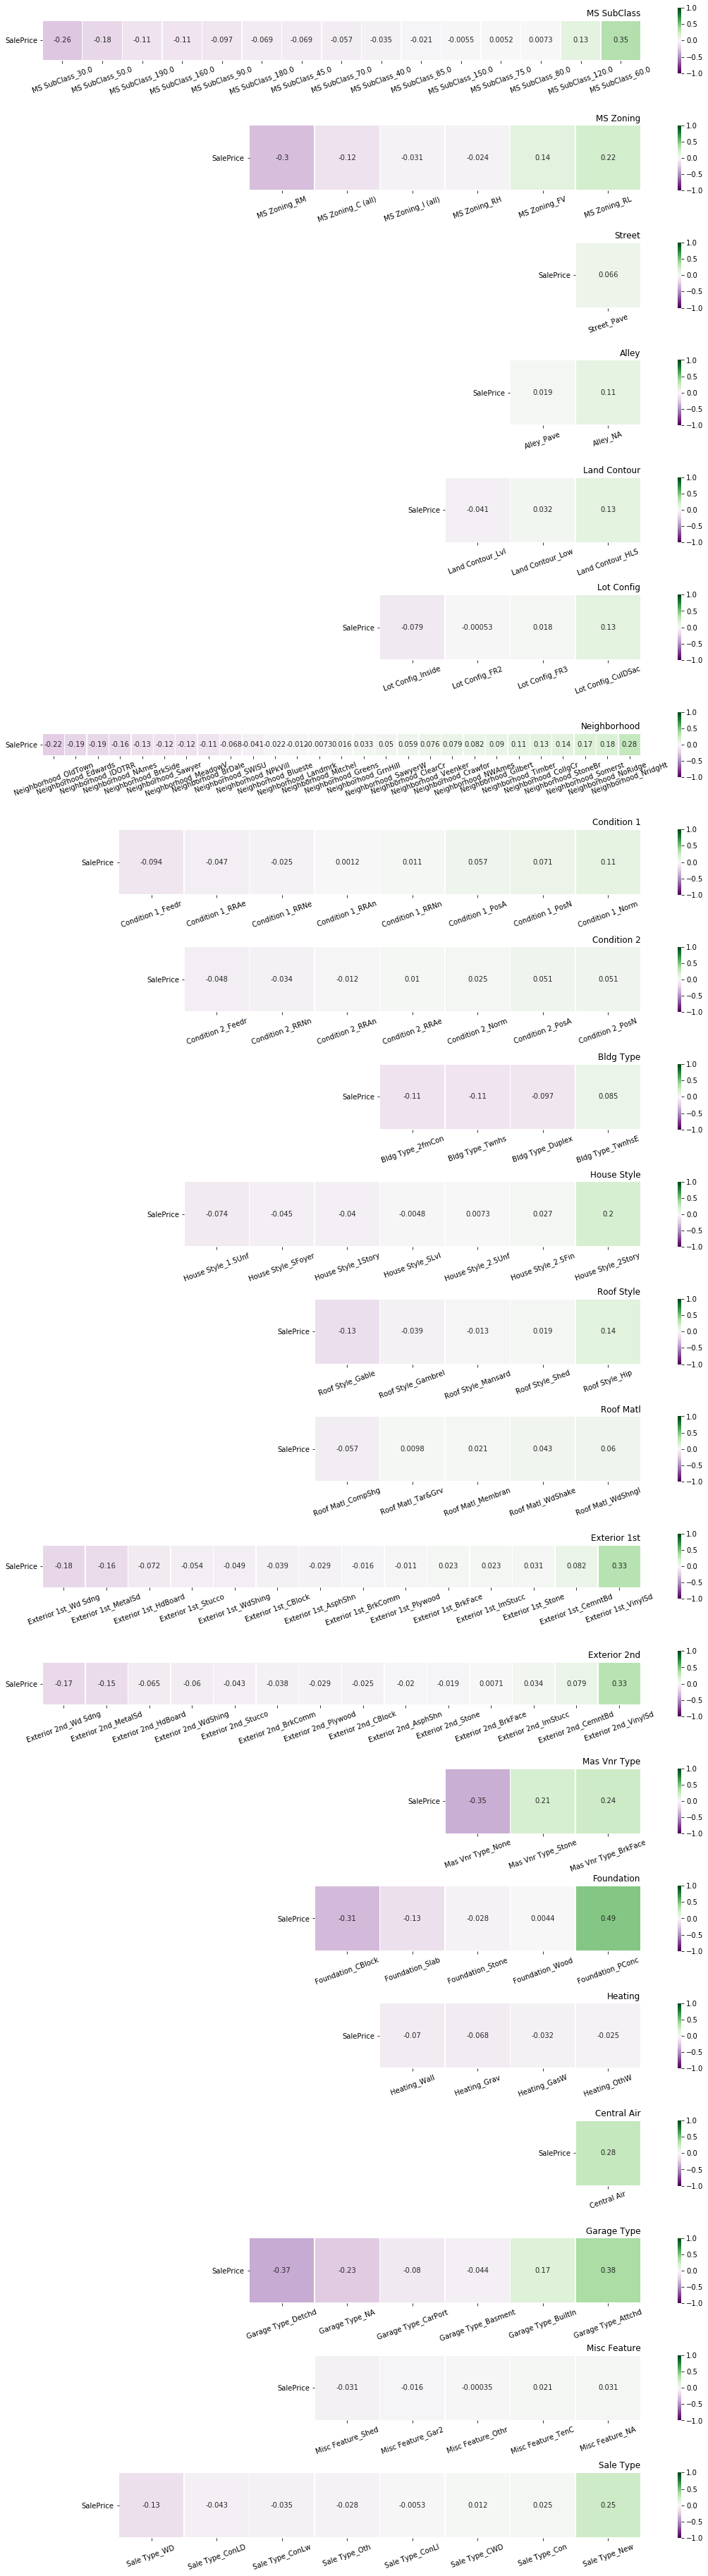 MS SubClass
SalePrice -0.26 -0.18 -0.11 -0.11 -0.097 -0.069 -0.069 -0.057 -0.035 -0.021 -0.0055 0.0052 0.0073 0.13 0.35
MS SubClass_30.0 MS SubClass_50.0 MS SubClass_190.0 MS SubClass_160.0 MS SubClass_90.0 MS SubClass_180.0 MS SubClass_45.0 MS SubClass_70.0 MS SubClass_40.0 MS SubClass_85.0 MS SubClass_150.0 MS SubClass_75.0 MS SubClass_80.0 MS SubClass_120.0 MS SubClass_60.0
1.0
0.5
0.0
−0.5
−1.0
MS Zoning
SalePrice -0.3 -0.12 -0.031 -0.024 0.14 0.22
MS Zoning_RM MS Zoning_C (all) MS Zoning_I (all) MS Zoning_RH MS Zoning_FV MS Zoning_RL
1.0
0.5
0.0
−0.5
−1.0
Street
SalePrice 0.066
Street_Pave
1.0
0.5
0.0
−0.5
−1.0
Alley
SalePrice 0.019 0.11
Alley_Pave Alley_NA
1.0
0.5
0.0
−0.5
−1.0
Land Contour
SalePrice -0.041 0.032 0.13
Land Contour_Lvl Land Contour_Low Land Contour_HLS
1.0
0.5
0.0
−0.5
−1.0
Lot Config
SalePrice -0.079 -0.00053 0.018 0.13
Lot Config_Inside Lot Config_FR2 Lot Config_FR3 Lot Config_CulDSac
1.0
0.5
0.0
−0.5
−1.0
Neighborhood
SalePrice -0.22 -0.19 -0.19 -0.16 -0.13 -0.12 -0.12 -0.11 -0.068 -0.041 -0.022 -0.012 -0.0073 0.016 0.033 0.05 0.059 0.076 0.079 0.082 0.09 0.11 0.13 0.14 0.17 0.18 0.28
Neighborhood_OldTown Neighborhood_Edwards Neighborhood_IDOTRR Neighborhood_NAmes Neighborhood_BrkSide Neighborhood_Sawyer Neighborhood_MeadowV Neighborhood_BrDale Neighborhood_SWISU Neighborhood_NPkVill Neighborhood_Blueste Neighborhood_Landmrk Neighborhood_Mitchel Neighborhood_Greens Neighborhood_GrnHill Neighborhood_SawyerW Neighborhood_ClearCr Neighborhood_Veenker Neighborhood_Crawfor Neighborhood_NWAmes Neighborhood_Gilbert Neighborhood_Timber Neighborhood_CollgCr Neighborhood_StoneBr Neighborhood_Somerst Neighborhood_NoRidge Neighborhood_NridgHt
1.0
0.5
0.0
−0.5
−1.0
Condition 1
SalePrice -0.094 -0.047 -0.025 0.0012 0.011 0.057 0.071 0.11
Condition 1_Feedr Condition 1_RRAe Condition 1_RRNe Condition 1_RRAn Condition 1_RRNn Condition 1_PosA Condition 1_PosN Condition 1_Norm
1.0
0.5
0.0
−0.5
−1.0
Condition 2
SalePrice -0.048 -0.034 -0.012 0.01 0.025 0.051 0.051
Condition 2_Feedr Condition 2_RRNn Condition 2_RRAn Condition 2_RRAe Condition 2_Norm Condition 2_PosA Condition 2_PosN
1.0
0.5
0.0
−0.5
−1.0
Bldg Type
SalePrice -0.11 -0.11 -0.097 0.085
Bldg Type_2fmCon Bldg Type_Twnhs Bldg Type_Duplex Bldg Type_TwnhsE
1.0
0.5
0.0
−0.5
−1.0
House Style
SalePrice -0.074 -0.045 -0.04 -0.0048 0.0073 0.027 0.2
House Style_1.5Unf House Style_SFoyer House Style_1Story House Style_SLvl House Style_2.5Unf House Style_2.5Fin House Style_2Story
1.0
0.5
0.0
−0.5
−1.0
Roof Style
SalePrice -0.13 -0.039 -0.013 0.019 0.14
Roof Style_Gable Roof Style_Gambrel Roof Style_Mansard Roof Style_Shed Roof Style_Hip
1.0
0.5
0.0
−0.5
−1.0
Roof Matl
SalePrice -0.057 0.0098 0.021 0.043 0.06
Roof Matl_CompShg Roof Matl_Tar&Grv Roof Matl_Membran Roof Matl_WdShake Roof Matl_WdShngl
1.0
0.5
0.0
−0.5
−1.0
Exterior 1st
SalePrice -0.18 -0.16 -0.072 -0.054 -0.049 -0.039 -0.029 -0.016 -0.011 0.023 0.023 0.031 0.082 0.33
Exterior 1st_Wd Sdng Exterior 1st_MetalSd Exterior 1st_HdBoard Exterior 1st_Stucco Exterior 1st_WdShing Exterior 1st_CBlock Exterior 1st_AsphShn Exterior 1st_BrkComm Exterior 1st_Plywood Exterior 1st_BrkFace Exterior 1st_ImStucc Exterior 1st_Stone Exterior 1st_CemntBd Exterior 1st_VinylSd
1.0
0.5
0.0
−0.5
−1.0
Exterior 2nd
SalePrice -0.17 -0.15 -0.065 -0.06 -0.043 -0.038 -0.029 -0.025 -0.02 -0.019 0.0071 0.034 0.079 0.33
Exterior 2nd_Wd Sdng Exterior 2nd_MetalSd Exterior 2nd_HdBoard Exterior 2nd_WdShing Exterior 2nd_Stucco Exterior 2nd_BrkComm Exterior 2nd_Plywood Exterior 2nd_CBlock Exterior 2nd_AsphShn Exterior 2nd_Stone Exterior 2nd_BrkFace Exterior 2nd_ImStucc Exterior 2nd_CemntBd Exterior 2nd_VinylSd
1.0
0.5
0.0
−0.5
−1.0
Mas Vnr Type
SalePrice -0.35 0.21 0.24
Mas Vnr Type_None Mas Vnr Type_Stone Mas Vnr Type_BrkFace
1.0
0.5
0.0
−0.5
−1.0
Foundation
SalePrice -0.31 -0.13 -0.028 0.0044 0.49
Foundation_CBlock Foundation_Slab Foundation_Stone Foundation_Wood Foundation_PConc
1.0
0.5
0.0
−0.5
−1.0
Heating
SalePrice -0.07 -0.068 -0.032 -0.025
Heating_Wall Heating_Grav Heating_GasW Heating_OthW
1.0
0.5
0.0
−0.5
−1.0
Central Air
SalePrice 0.28
Central Air
1.0
0.5
0.0
−0.5
−1.0
Garage Type
SalePrice -0.37 -0.23 -0.08 -0.044 0.17 0.38
Garage Type_Detchd Garage Type_NA Garage Type_CarPort Garage Type_Basment Garage Type_BuiltIn Garage Type_Attchd
1.0
0.5
0.0
−0.5
−1.0
Misc Feature
SalePrice -0.031 -0.016 -0.00035 0.021 0.031
Misc Feature_Shed Misc Feature_Gar2 Misc Feature_Othr Misc Feature_TenC Misc Feature_NA
1.0
0.5
0.0
−0.5
−1.0
Sale Type
SalePrice -0.13 -0.043 -0.035 -0.028 -0.0053 0.012 0.025 0.25
Sale Type_WD Sale Type_ConLD Sale Type_ConLw Sale Type_Oth Sale Type_ConLI Sale Type_CWD Sale Type_Con Sale Type_New
1.0
0.5
0.0
−0.5
−1.0